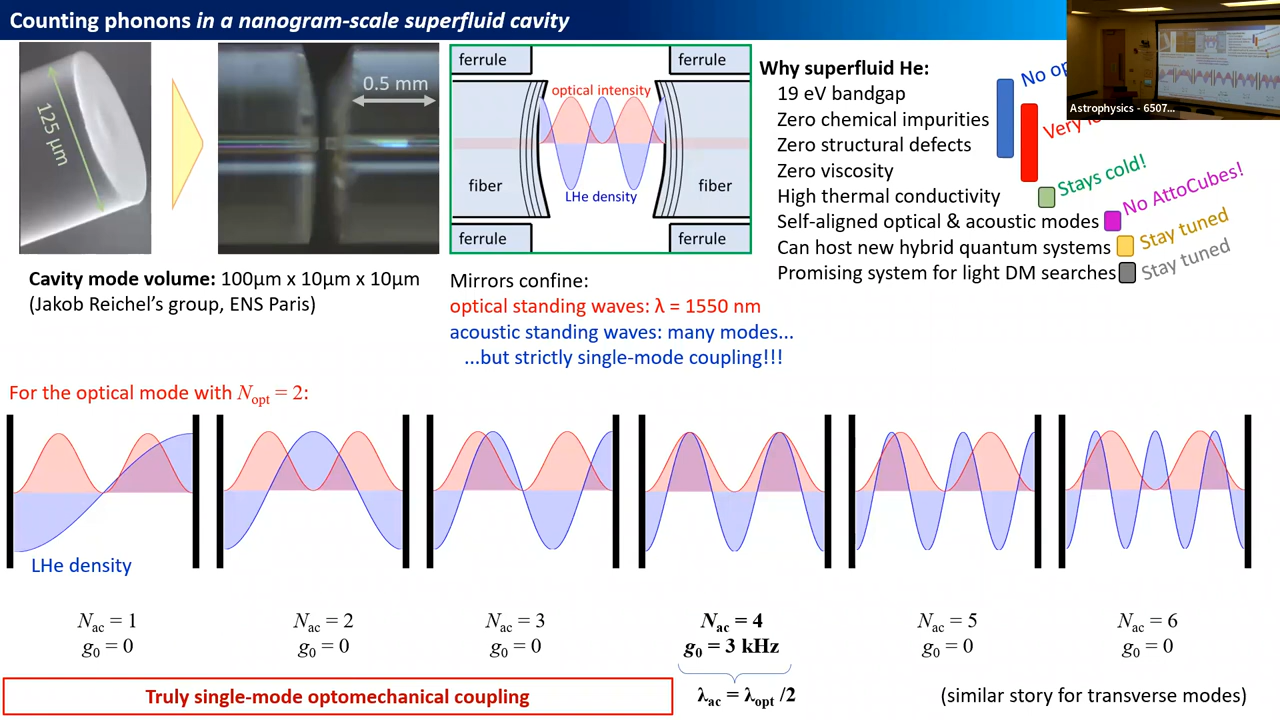 Counting phonons in a nanogram-scale superfluid cavity
125 μm
0.5 mm
ferrule
ferrule
optical intensity
fiber
fiber
LHe density
ferrule
ferrule
Why superfluid He:
19 eV bandgap
Zero chemical impurities
Zero structural defects
Zero viscosity
High thermal conductivity
Self-aligned optical & acoustic modes
Can host new hybrid quantum systems
Promising system for light DM searches
No
Very
Stays cold!
No AttoCubes!
Stay tuned
Stay tuned
Astrophysics - 6507...
Cavity mode volume: 100μm x 10μm x 10μm
(Jakob Reichel's group, ENS Paris)
Mirrors confine:
optical standing waves: λ = 1550 nm
acoustic standing waves: many modes...
...but strictly single-mode coupling!!!
For the optical mode with Nopt = 2:
LHe density
Nac = 1
g0 = 0
Nac = 2
g0 = 0
Nac = 3
g0 = 0
Nac = 4
g0 = 3 kHz
Nac = 5
g0 = 0
Nac = 6
g0 = 0
Truly single-mode optomechanical coupling
λac = λopt /2
(similar story for transverse modes)